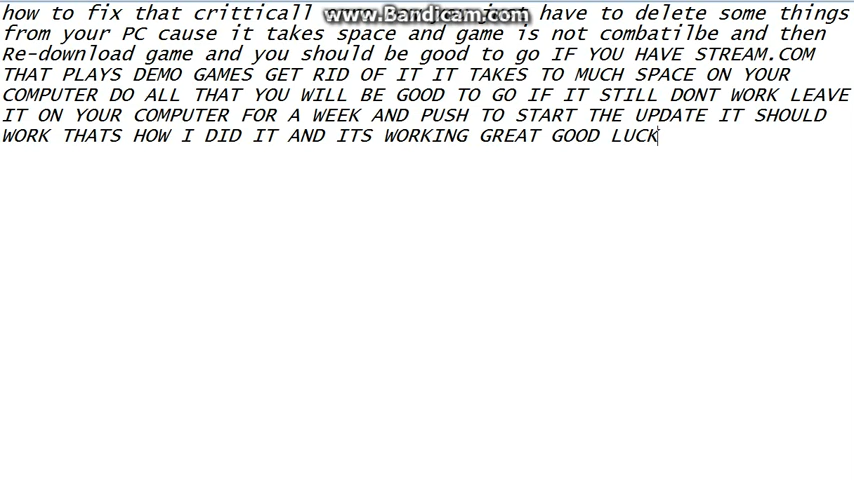 how to fix that critticall www.Bandicam.com just have to delete some things
from your PC cause it takes space and game is not combatilbe and then
Re-download game and you should be good to go IF YOU HAVE STREAM.COM
THAT PLAYS DEMO GAMES GET RID OF IT IT TAKES TO MUCH SPACE ON YOUR
COMPUTER DO ALL THAT YOU WILL BE GOOD TO GO IF IT STILL DONT WORK LEAVE
IT ON YOUR COMPUTER FOR A WEEK AND PUSH TO START THE UPDATE IT SHOULD
WORK THATS HOW I DID IT AND ITS WORKING GREAT GOOD LUCK